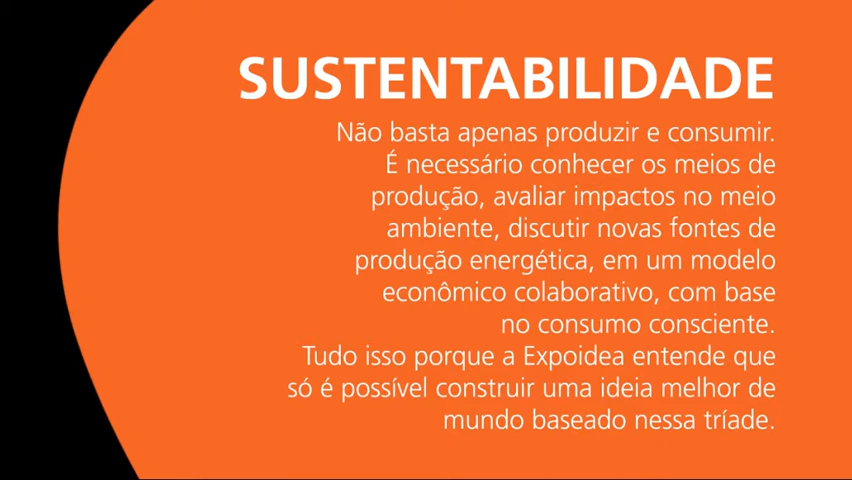 SUSTENTABILIDADE
Não basta apenas produzir e consumir.
É necessário conhecer os meios de
produção, avaliar impactos no meio
ambiente, discutir novas fontes de
produção energética, em um modelo
econômico colaborativo, com base
no consumo consciente.
Tudo isso porque a Expoidea entende que
só é possível construir uma ideia melhor de
mundo baseado nessa tríade.